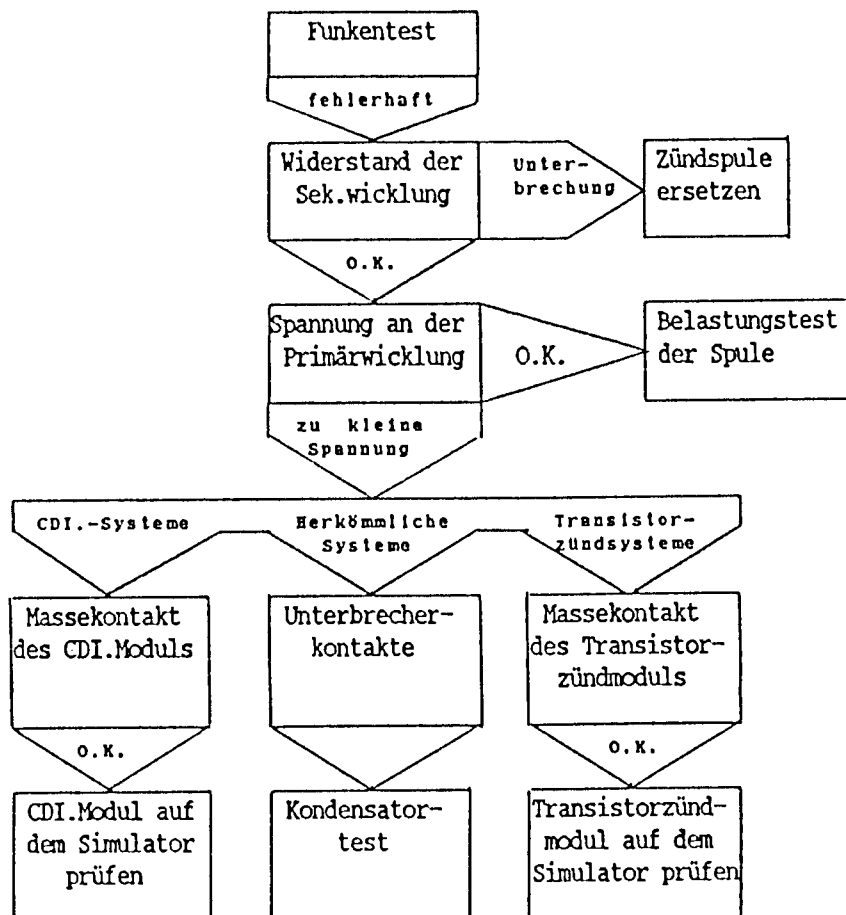 Funkentest
fehlerhaft
Widerstand der
Sek.wicklung
Unter-
brechung
Zündspule
ersetzen
O.K.
Spannung an der
Primärwicklung
O.K.
Belastungstest
der Spule
zu kleine
Spannung
CDI.-Systeme
Herkömmliche
Systeme
Transistor-
zündsysteme
Massekontakt
des CDI.Moduls
Unterbrecher-
kontakte
Massekontakt
des Transistor-
zündmoduls
O.K.
O.K.
CDI.Modul auf
dem Simulator
prüfen
Kondensator-
test
Transistorzünd-
modul auf dem
Simulator prüfen